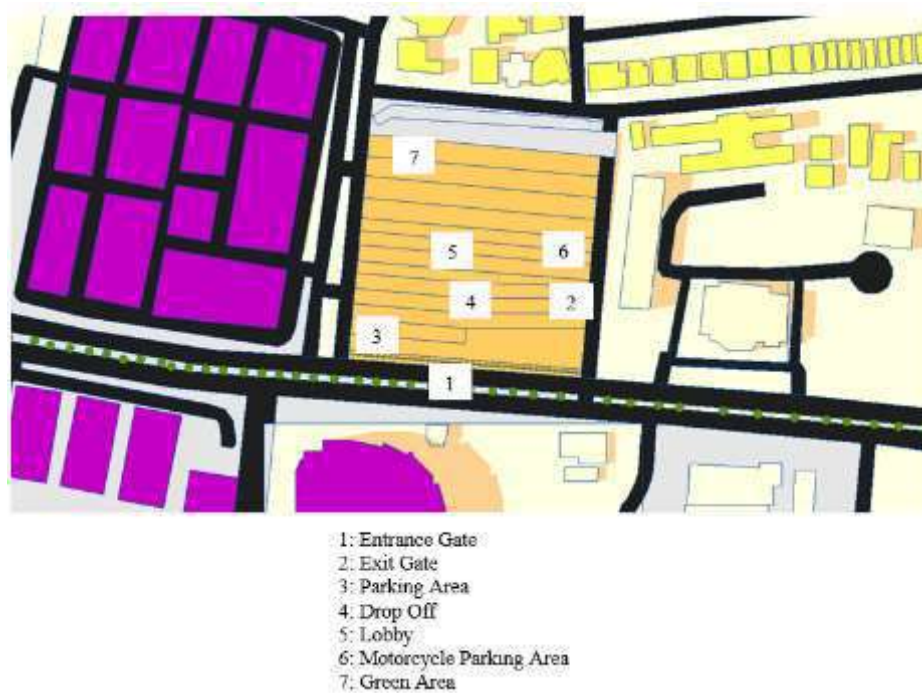 7
5
6
4
2
3
1
1: Entrance Gate
2: Exit Gate
3: Parking Area
4: Drop Off
5: Lobby
6: Motorcycle Parking Area
7: Green Area